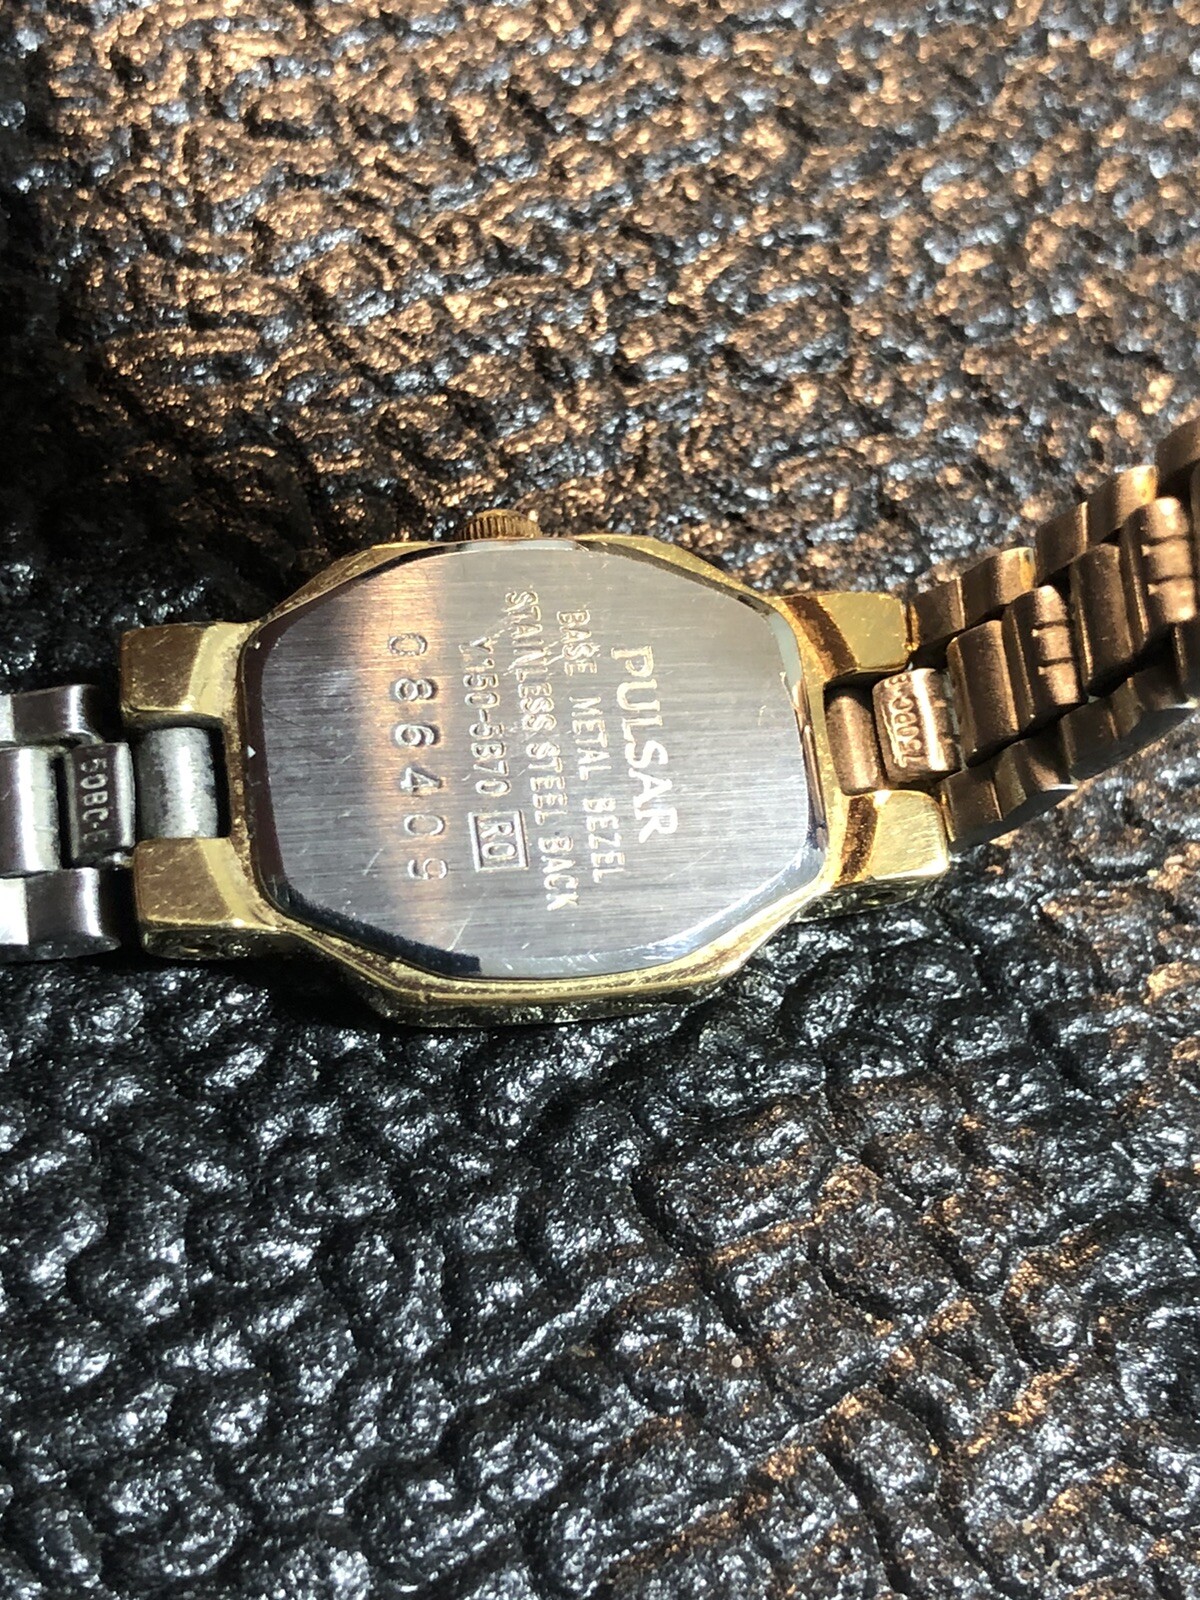 PULSAR
BASE METAL BEZEL
STAINLESS STEEL BACK
Y150-5B70 R0
086409